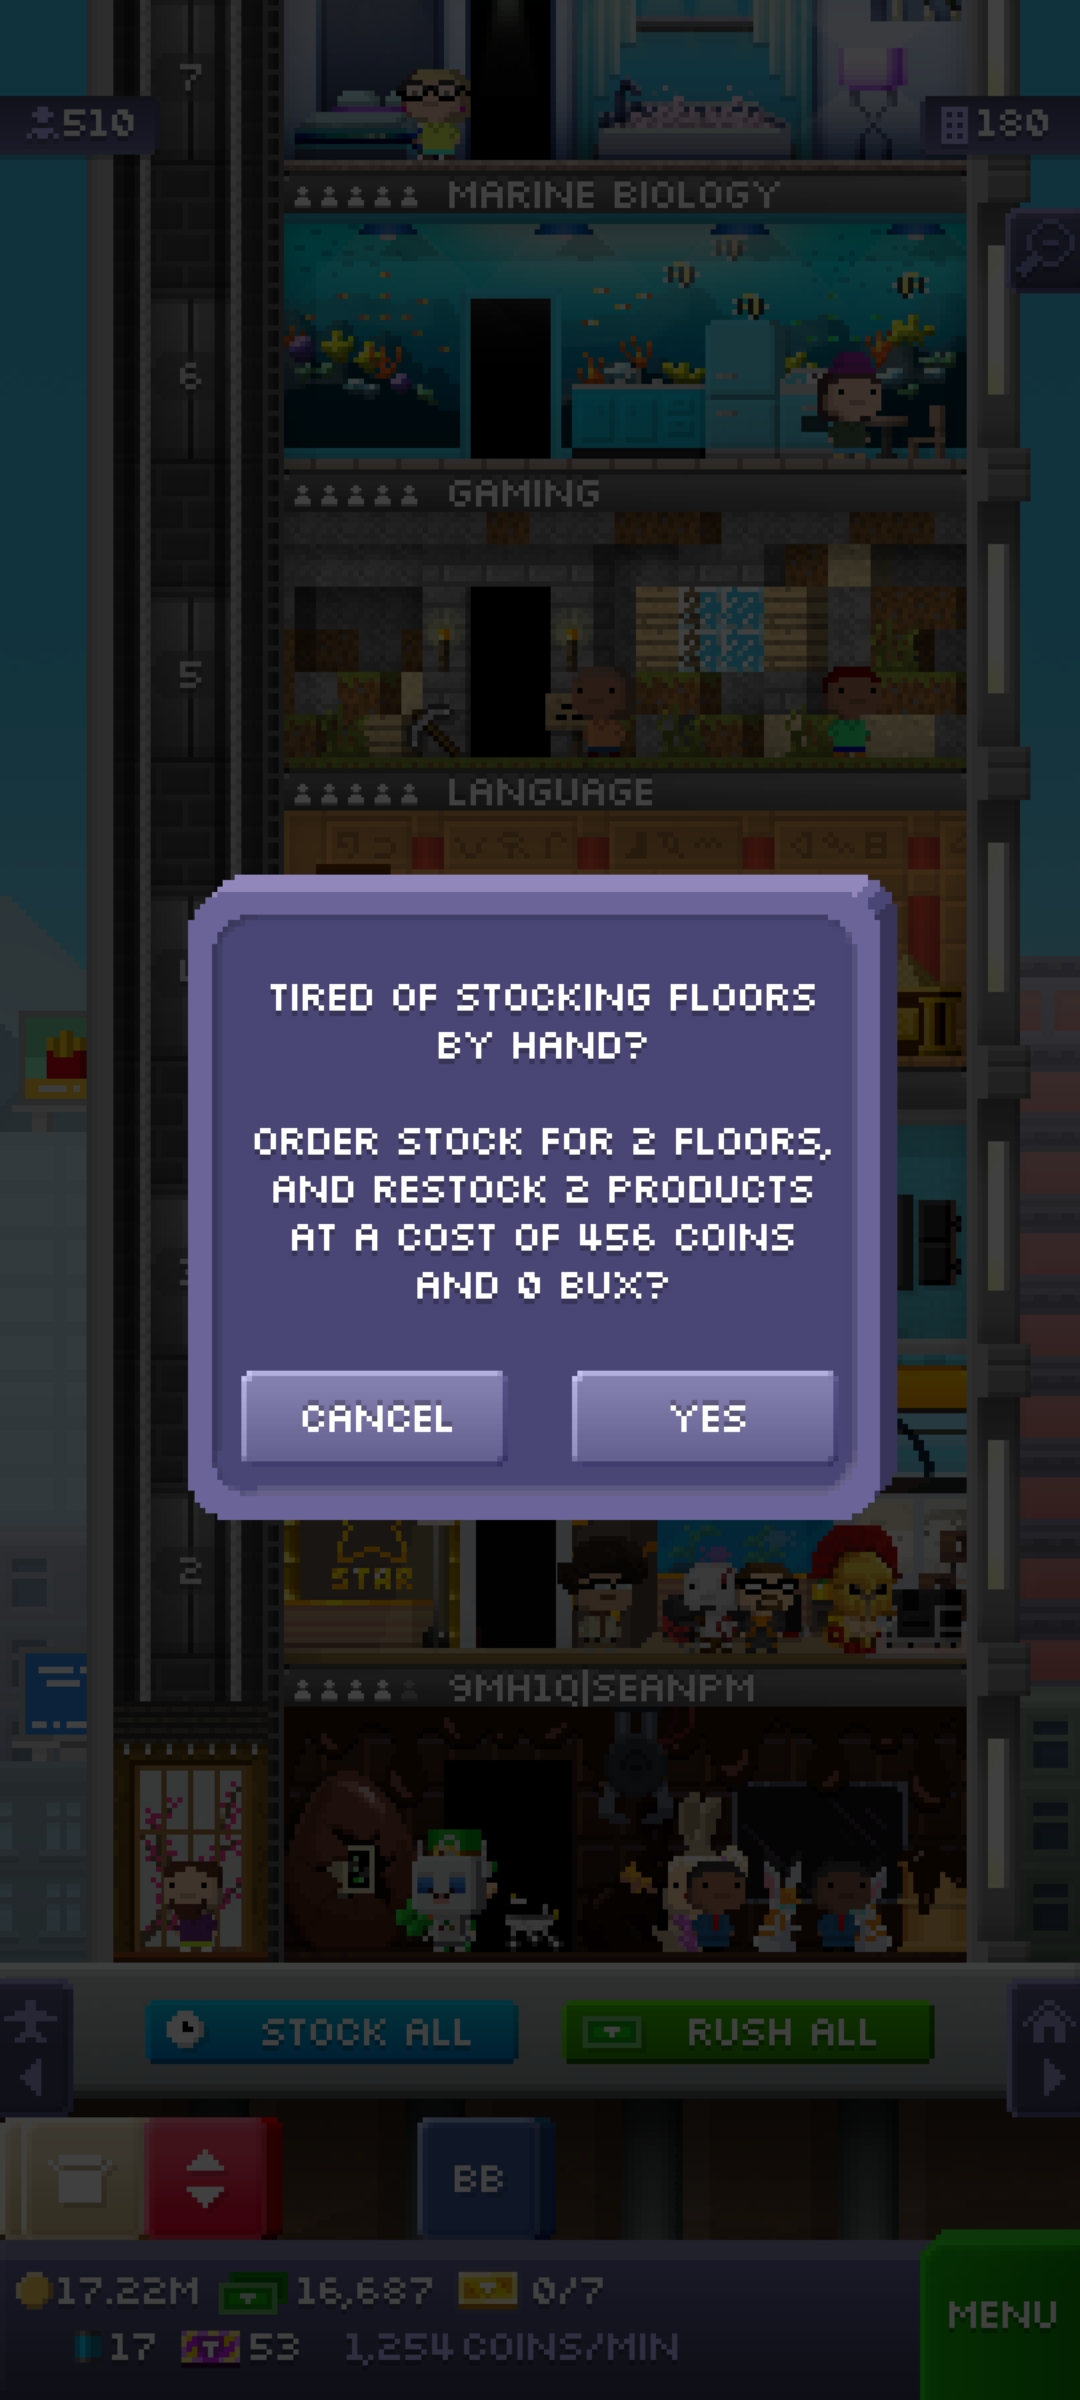 7
510
180
MARINE BIOLOGY
6
GAMING
5
LANGUAGE
TIRED OF STOCKING FLOORS
BY HAND?
ORDER STOCK FOR 2 FLOORS,
AND RESTOCK 2 PRODUCTS
AT A COST OF 456 COINS
AND 0 BUX?
CANCEL
YES
2
STAR
9MH1Q|SEANPM
STOCK ALL
RUSH ALL
BB
17.22M
16,687
0/7
MENU
17
53
1,254 COINS/MIN